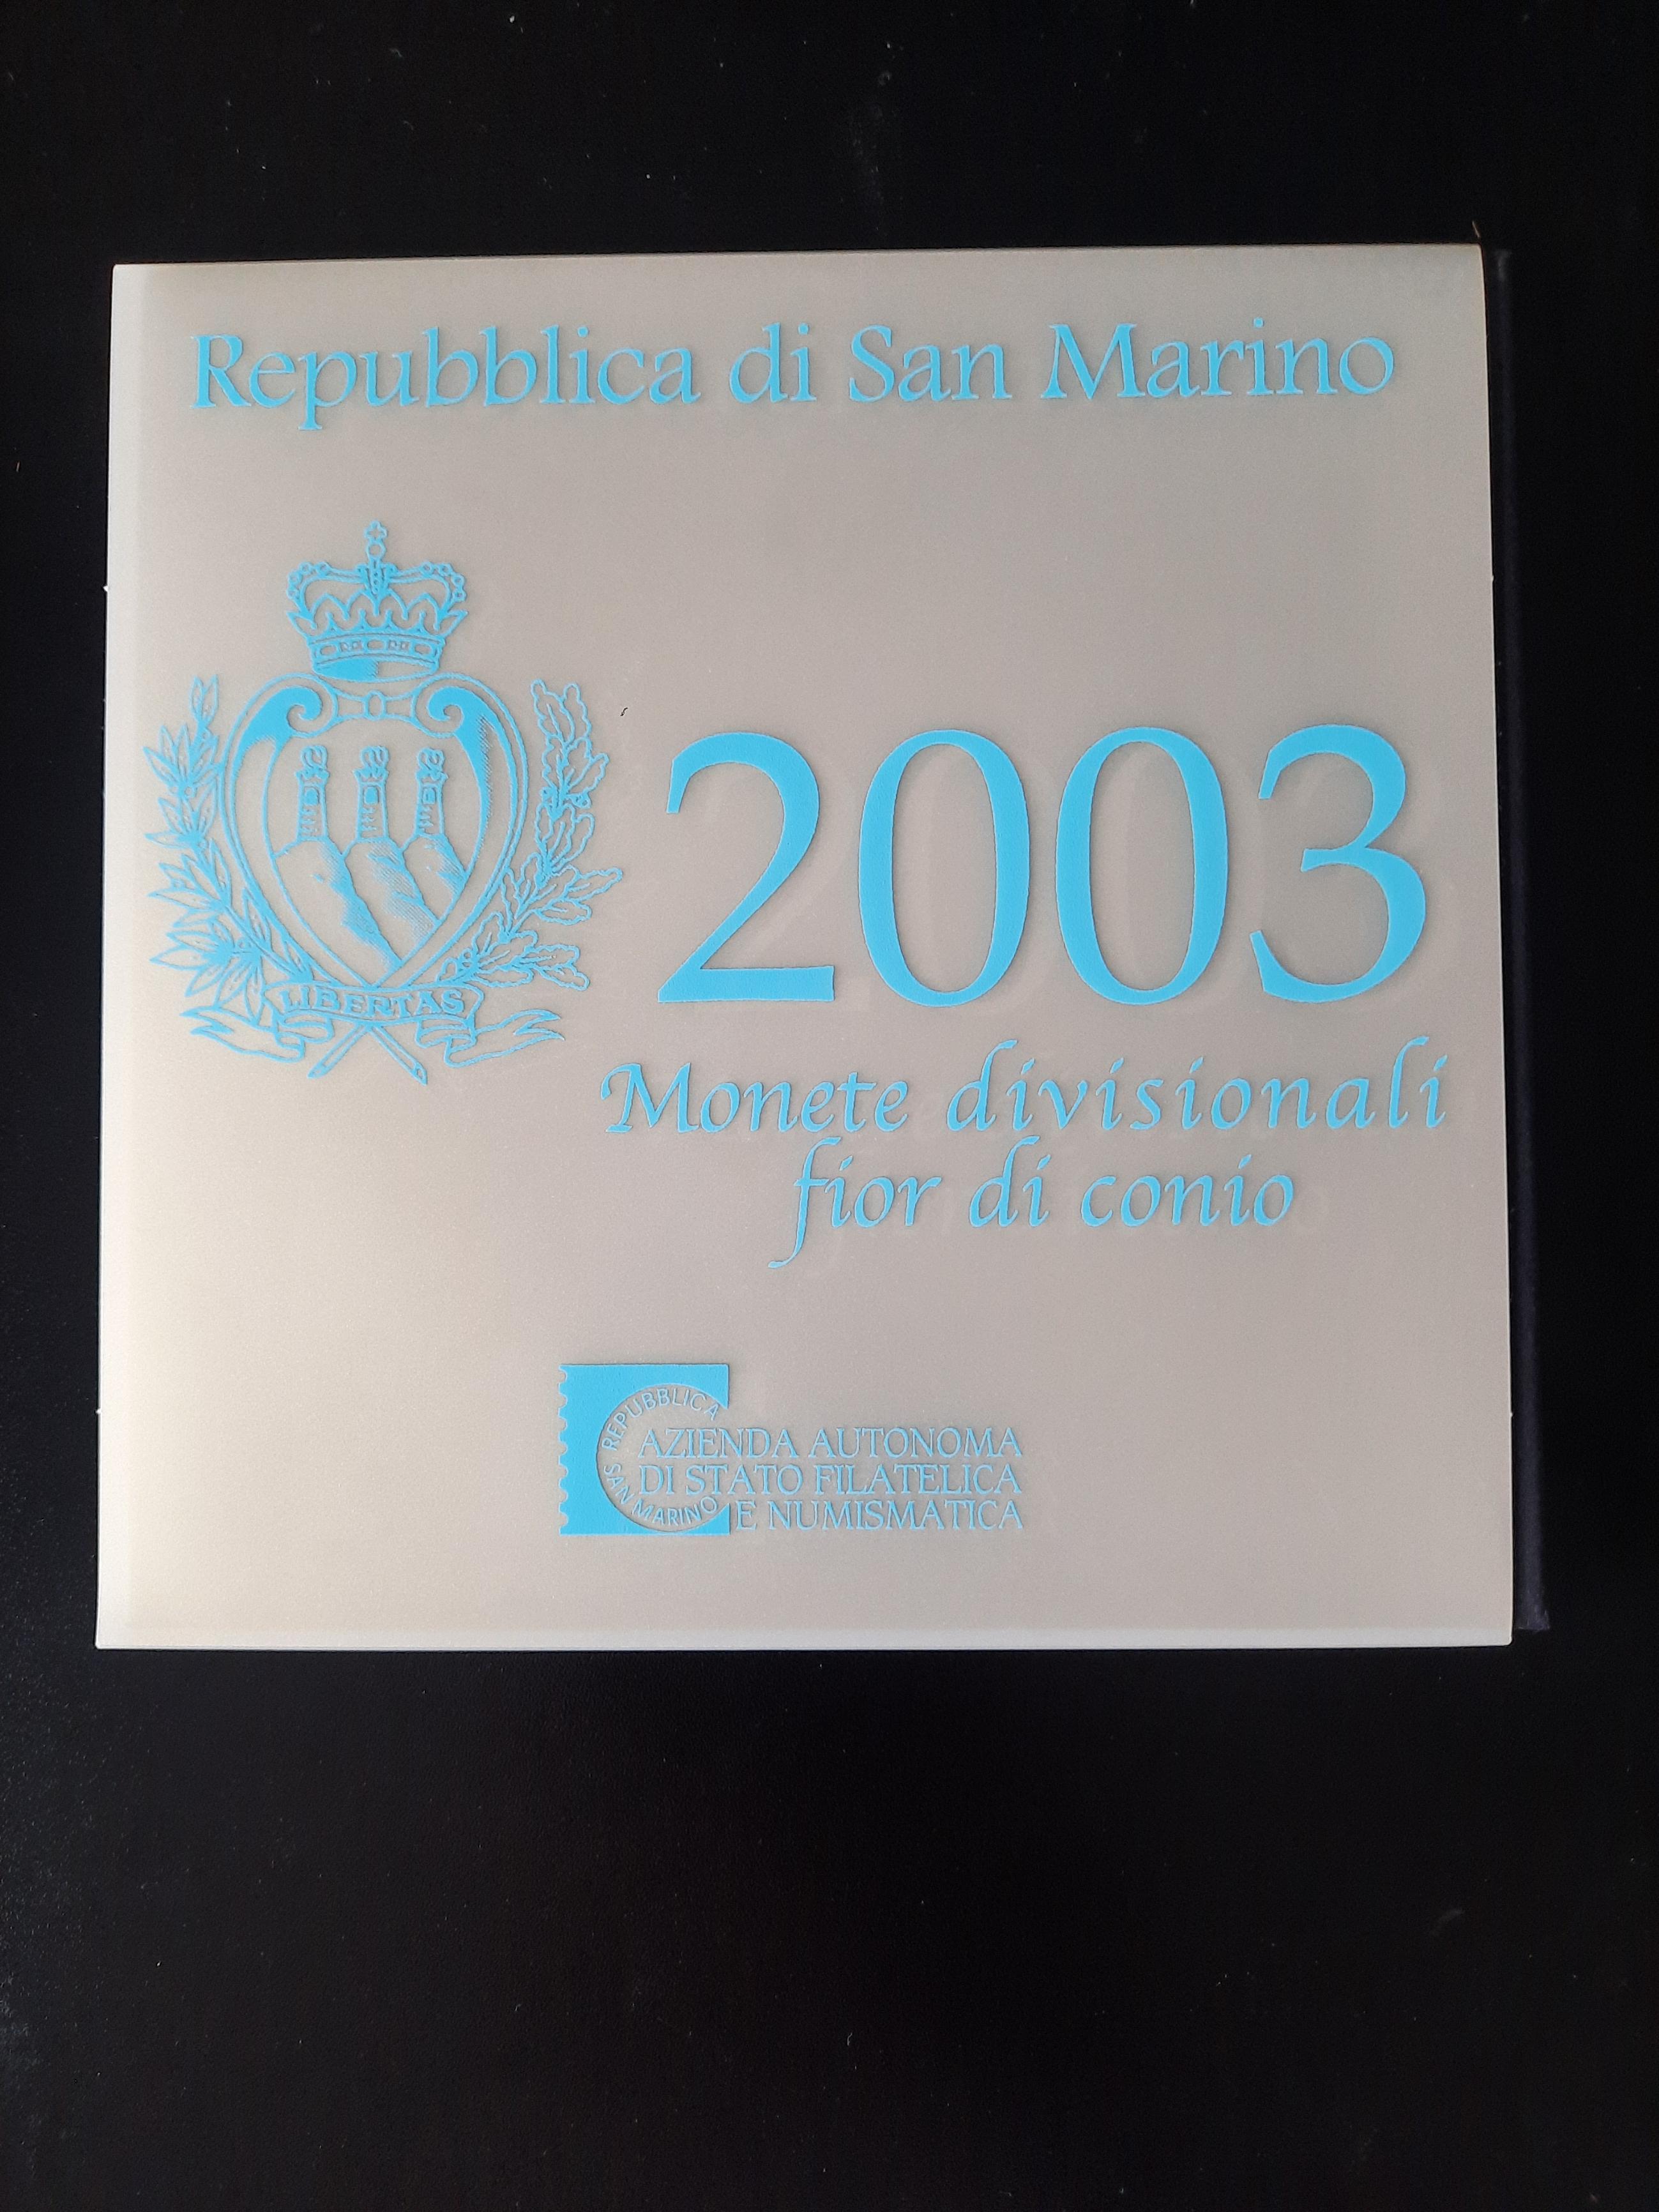 Repubblica di San Marino
LIBERTAS
2003
Monete divisionali
fior di conio
REPUBBLICA
SAN MARINO
AZIENDA AUTONOMA
DI STATO FILATELICA
E NUMISMATICA